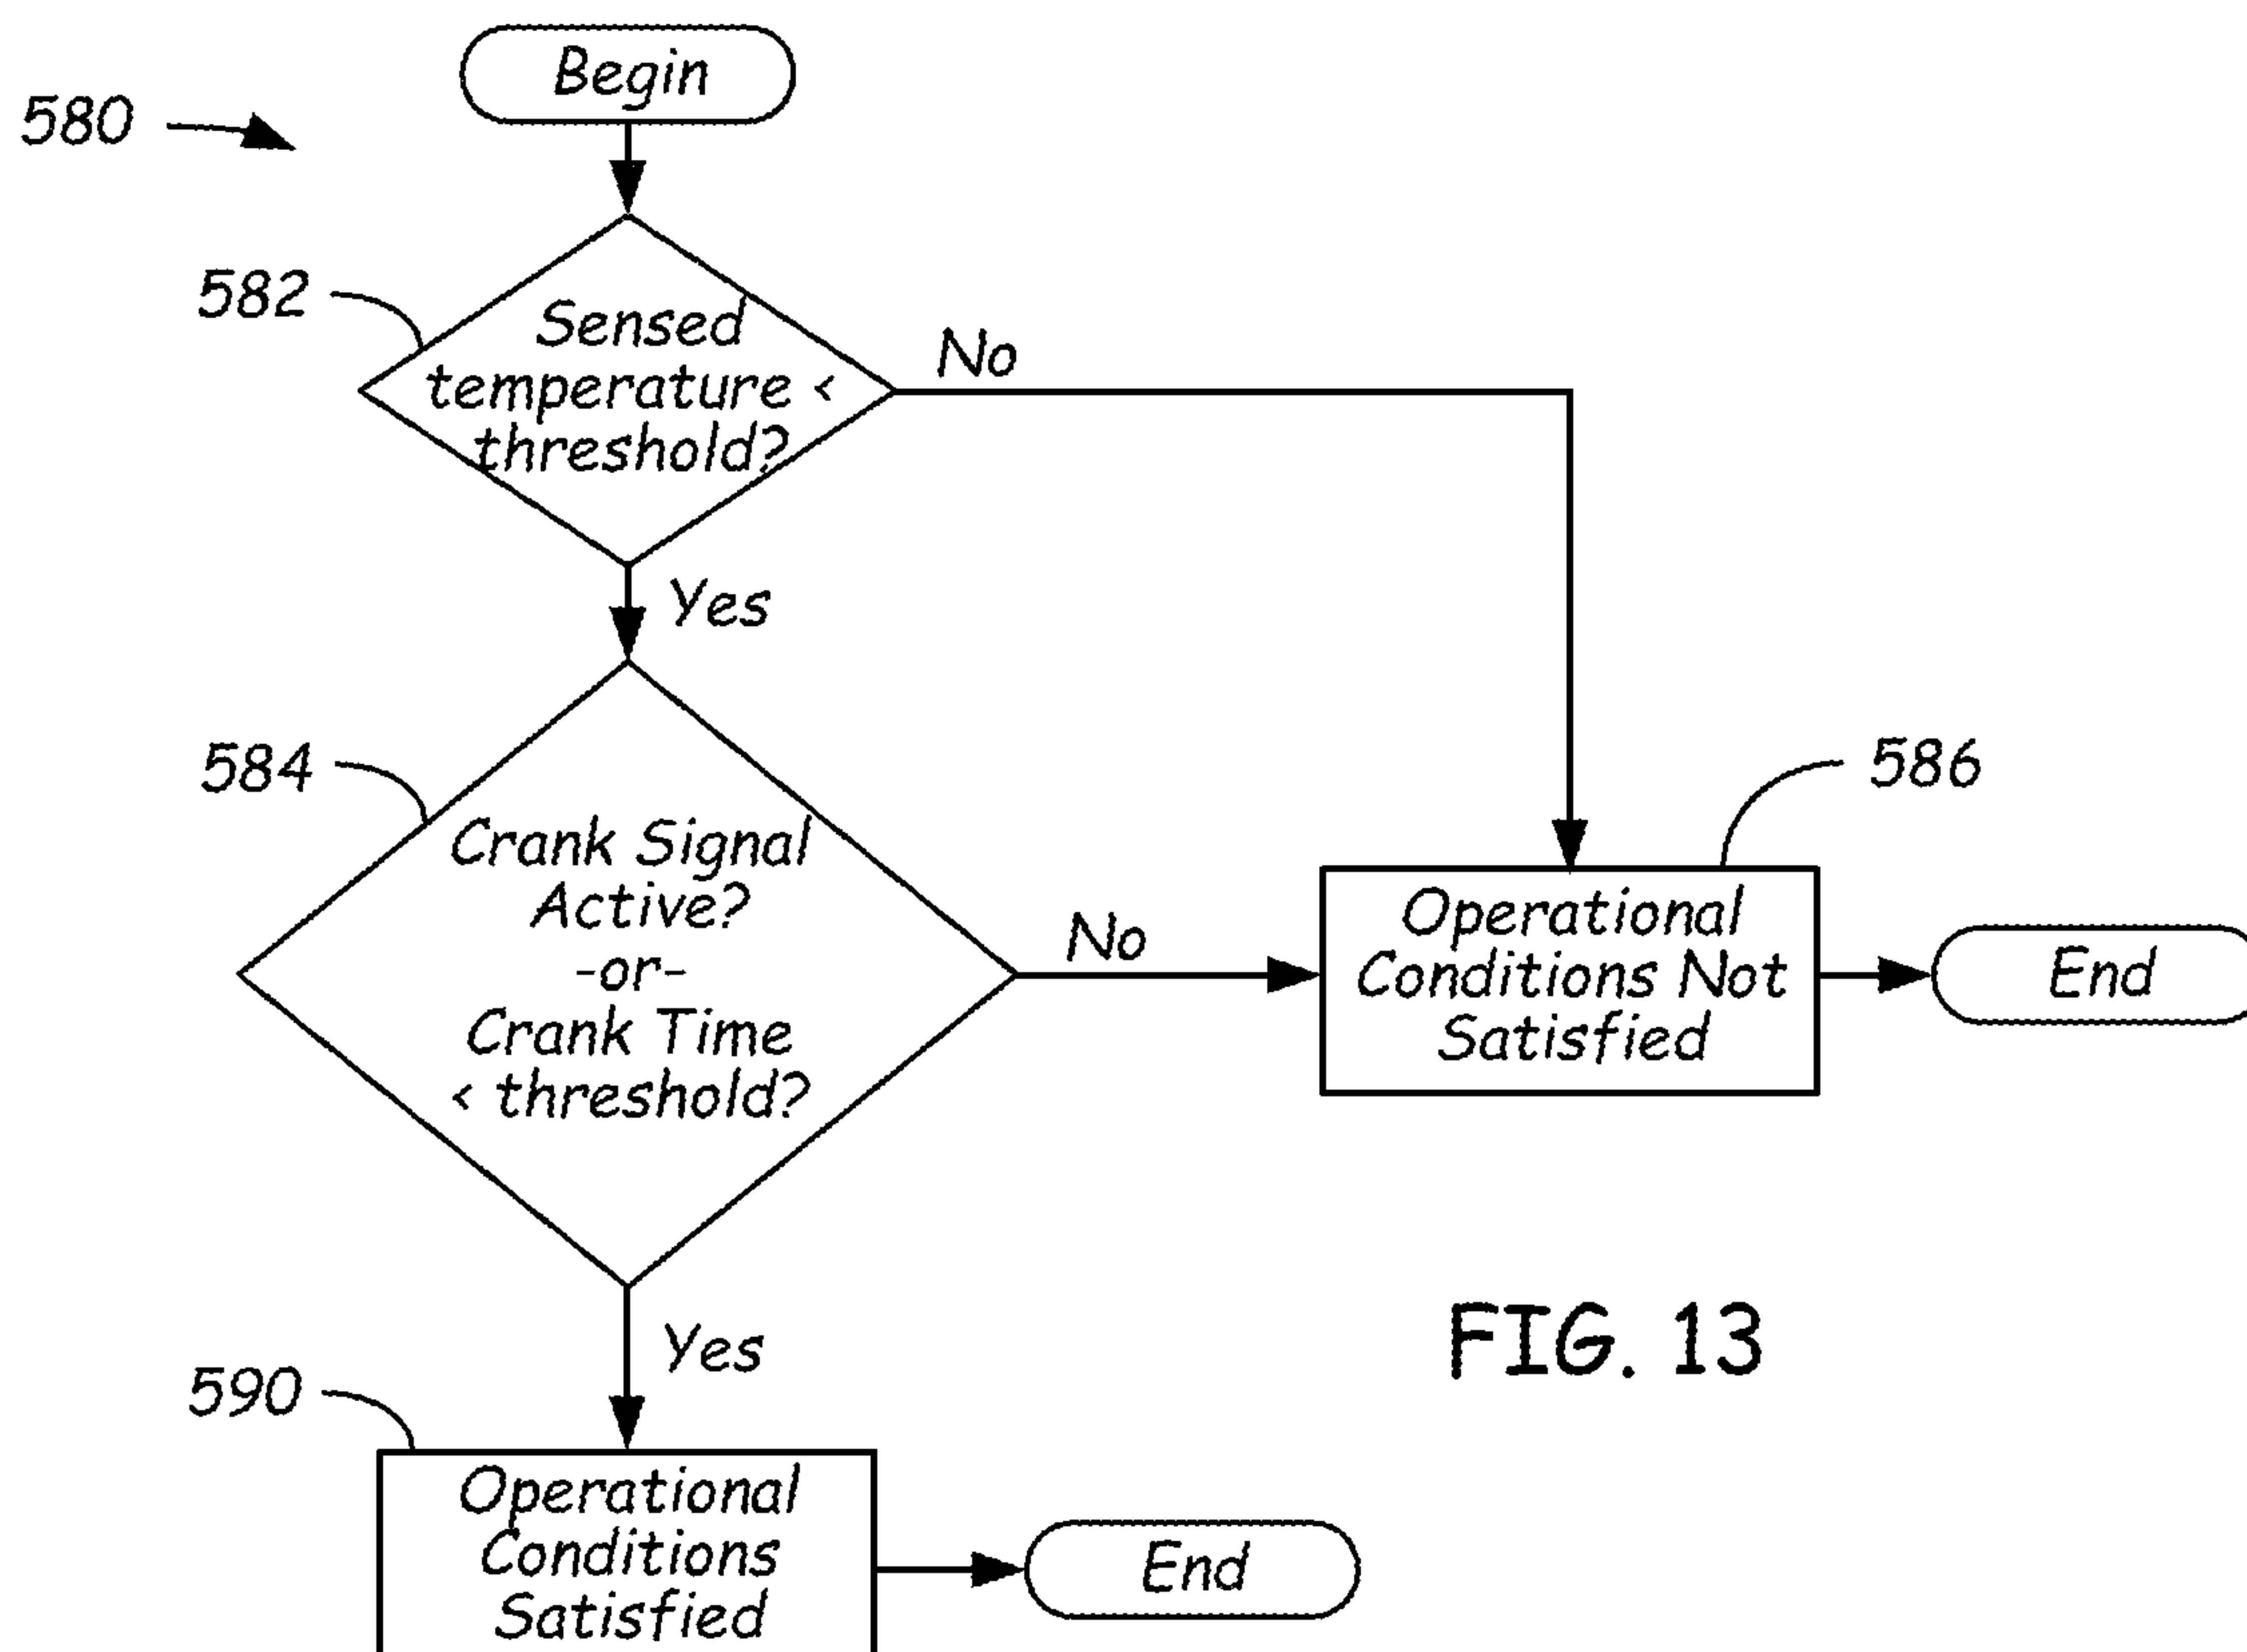 Begin
580
582
Sensed
temperature <
threshold?
No
Yes
584
Crank Signal
Active?
-or-
Crank Time
< threshold?
No
586
Operational
Conditions Not
Satisfied
End
Yes
FIG. 13
590
Operational
Conditions
Satisfied
End